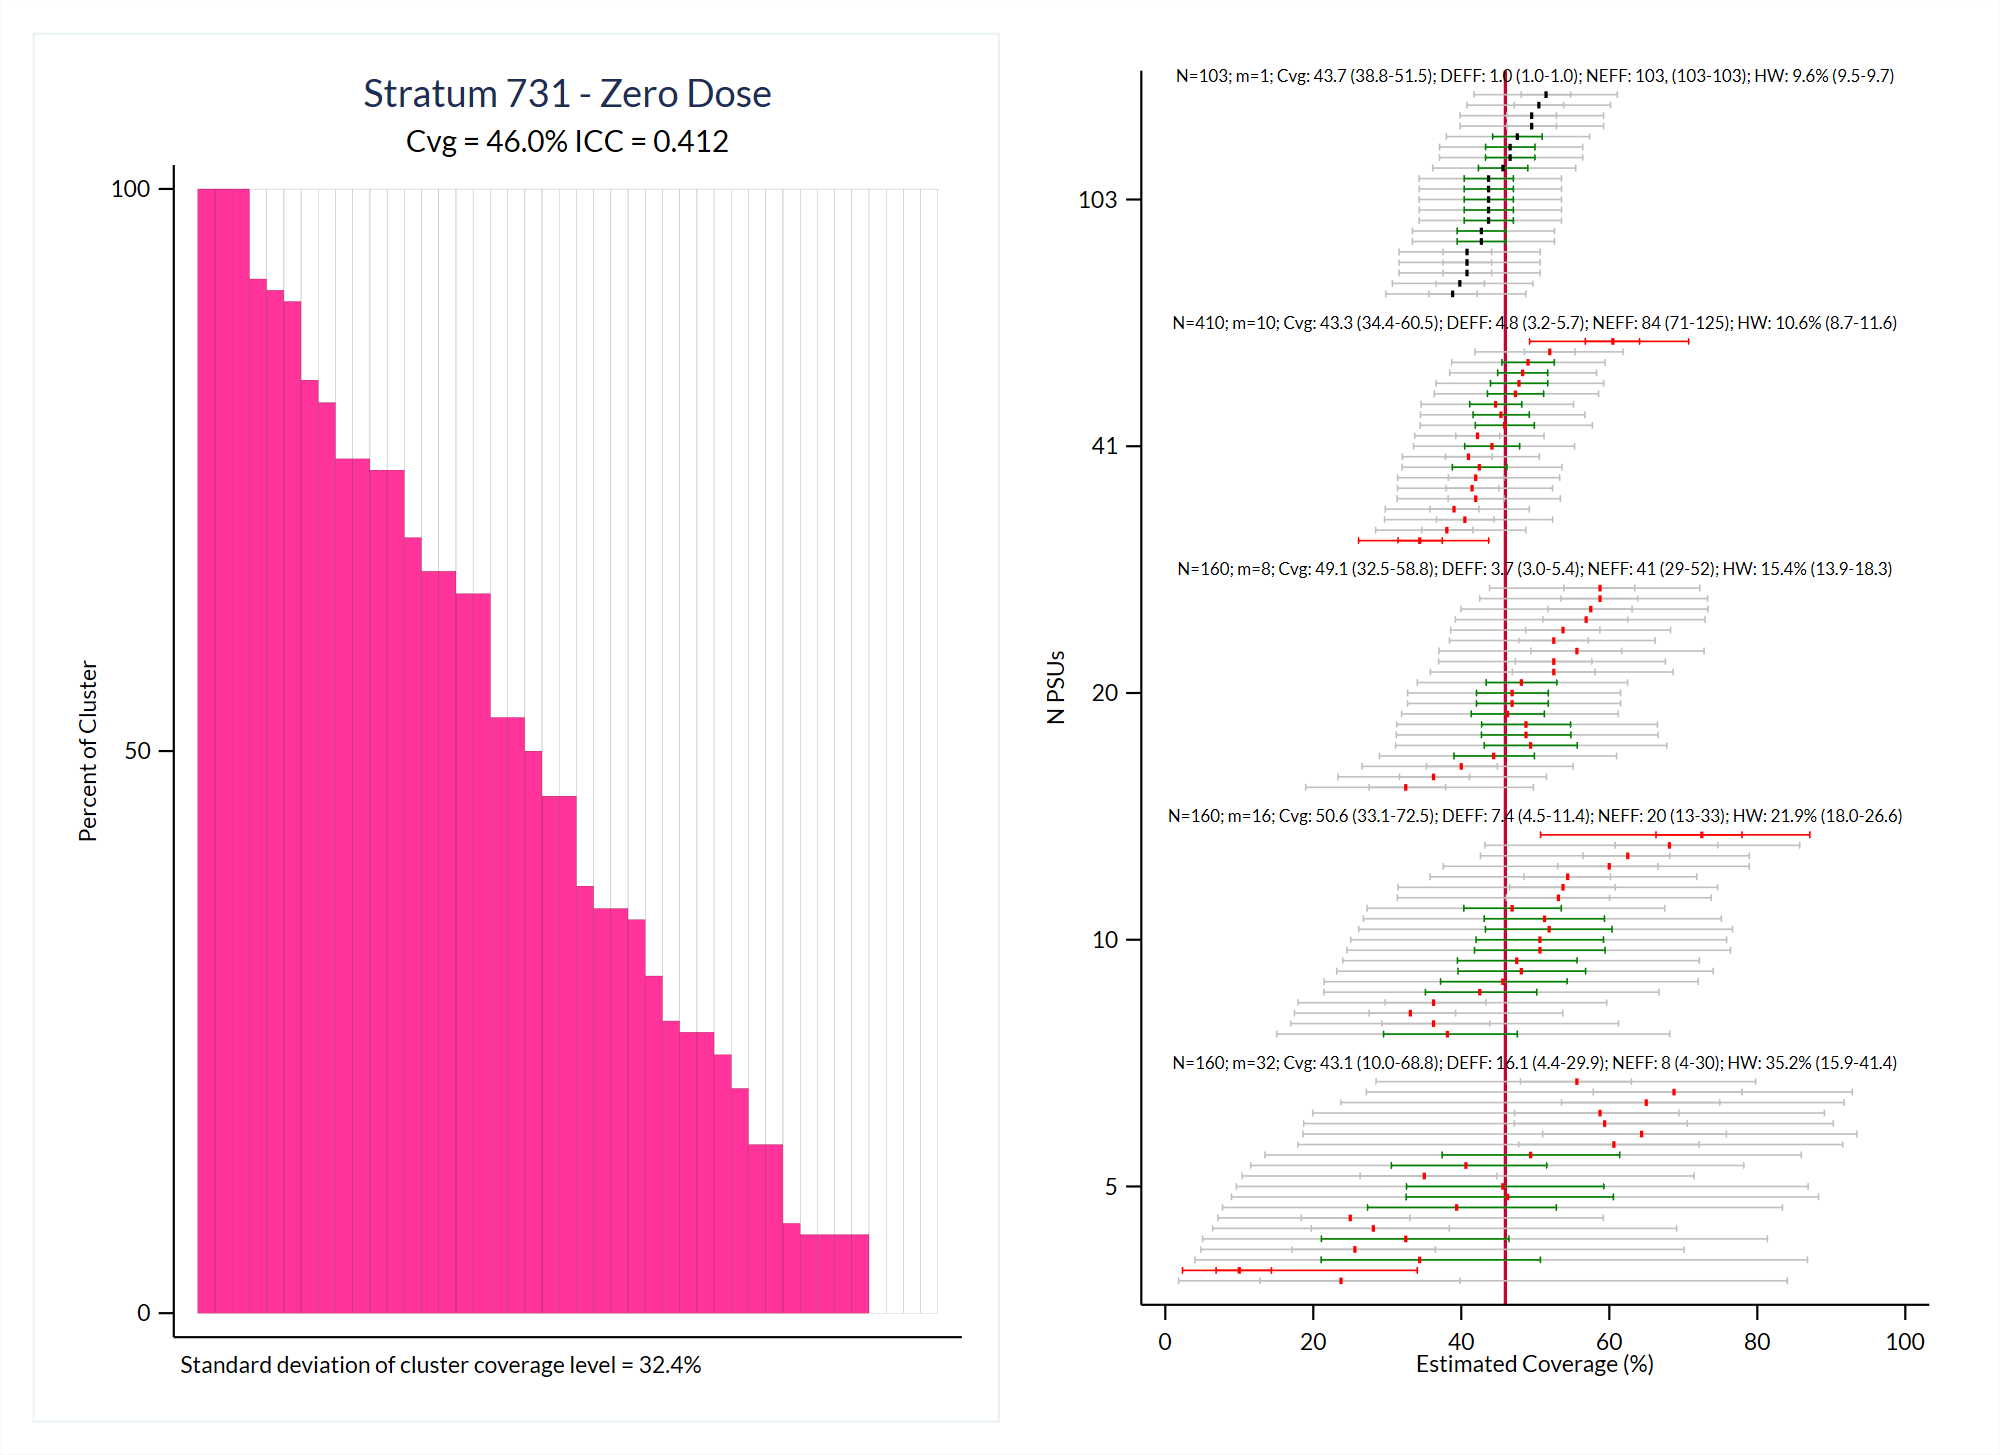 Stratum 731 - Zero Dose
Cvg = 46.0% ICC = 0.412
100
50
0
Percent of Cluster
Standard deviation of cluster coverage level = 32.4%
N=103; m=1; Cvg: 43.7 (38.8-51.5); DEFF: 1.0 (1.0-1.0); NEFF: 103, (103-103); HW: 9.6% (9.5-9.7)
103
N=410; m=10; Cvg: 43.3 (34.4-60.5); DEFF: 4.8 (3.2-5.7); NEFF: 84 (71-125); HW: 10.6% (8.7-11.6)
41
N=160; m=8; Cvg: 49.1 (32.5-58.8); DEFF: 3.7 (3.0-5.4); NEFF: 41 (29-52); HW: 15.4% (13.9-18.3)
20
N=160; m=16; Cvg: 50.6 (33.1-72.5); DEFF: 7.4 (4.5-11.4); NEFF: 20 (13-33); HW: 21.9% (18.0-26.6)
10
N=160; m=32; Cvg: 43.1 (10.0-68.8); DEFF: 16.1 (4.4-29.9); NEFF: 8 (4-30); HW: 35.2% (15.9-41.4)
5
N PSUs
0 20 40 60 80 100
Estimated Coverage (%)